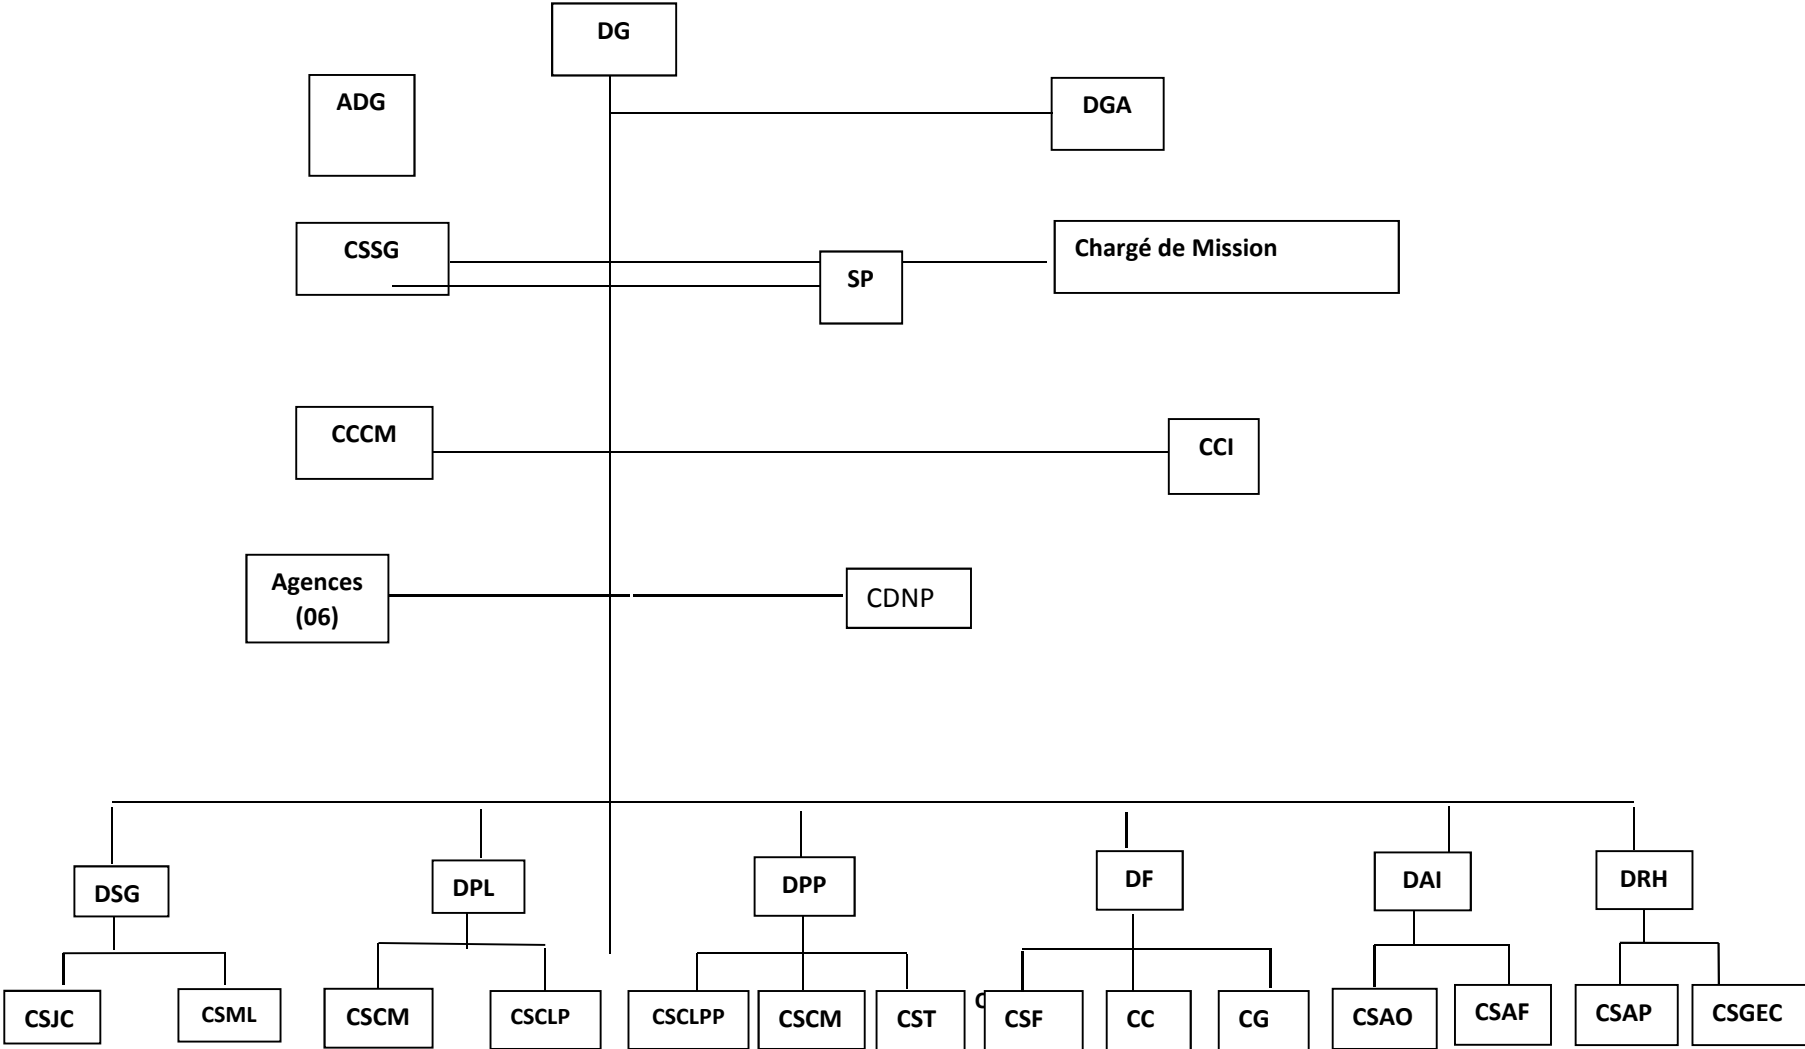 DG
ADG
DGA
CSSG
SP
Chargé de Mission
CCCM
CCI
Agences
(06)
CDNP
DSG
DPL
DPP
DF
DAI
DRH
CSJC
CSML
CSCM
CSCLP
CSCLPP
CSCM
CST
CSF
CC
CG
CSAO
CSAF
CSAP
CSGEC